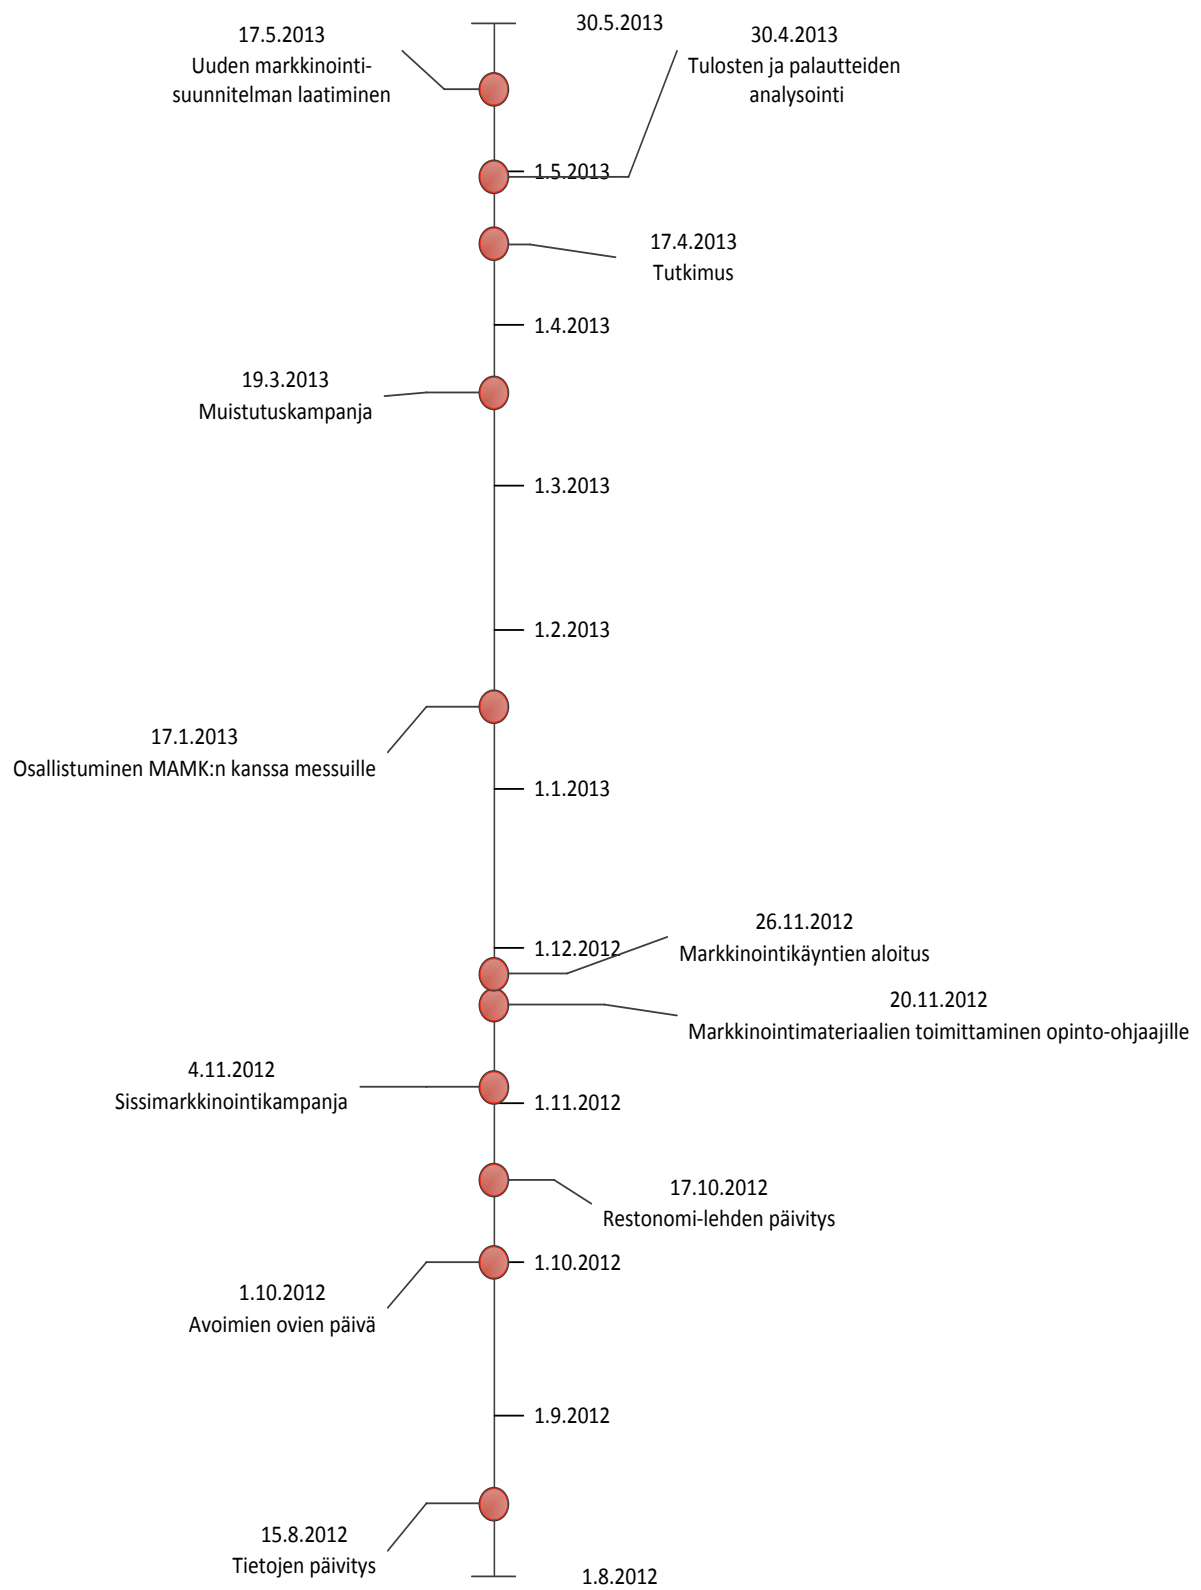 30.5.2013
17.5.2013
Uuden markkinointi-
suunnitelman laatiminen
30.4.2013
Tulosten ja palautteiden
analysointi
1.5.2013
17.4.2013
Tutkimus
1.4.2013
19.3.2013
Muistutuskampanja
1.3.2013
1.2.2013
17.1.2013
Osallistuminen MAMK:n kanssa messuille
1.1.2013
26.11.2012
Markkinointikäyntien aloitus
1.12.2012
20.11.2012
Markkinointimateriaalien toimittaminen opinto-ohjaajille
4.11.2012
Sissimarkkinointikampanja
1.11.2012
17.10.2012
Restonomi-lehden päivitys
1.10.2012
1.10.2012
Avoimien ovien päivä
1.9.2012
15.8.2012
Tietojen päivitys
1.8.2012